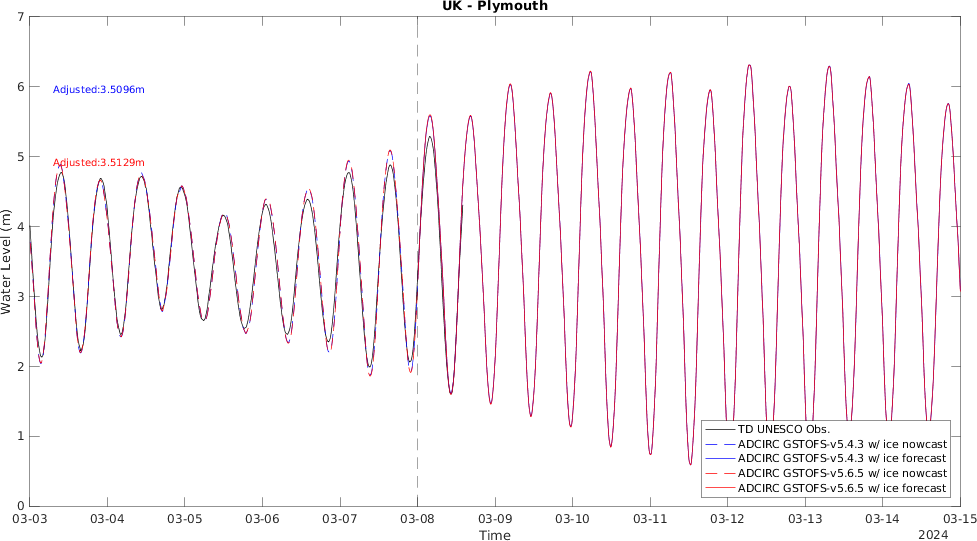 UK - Plymouth
7
6
5
4
3
2
1
0
Water Level (m)
Adjusted:3.5096m
Adjusted:3.5129m
TD UNESCO Obs.
ADCIRC GSTOFS-v5.4.3 w/ ice nowcast
ADCIRC GSTOFS-v5.4.3 w/ ice forecast
ADCIRC GSTOFS-v5.6.5 w/ ice nowcast
ADCIRC GSTOFS-v5.6.5 w/ ice forecast
03-03 03-04 03-05 03-06 03-07 03-08 03-09 03-10 03-11 03-12 03-13 03-14 03-15
Time
2024